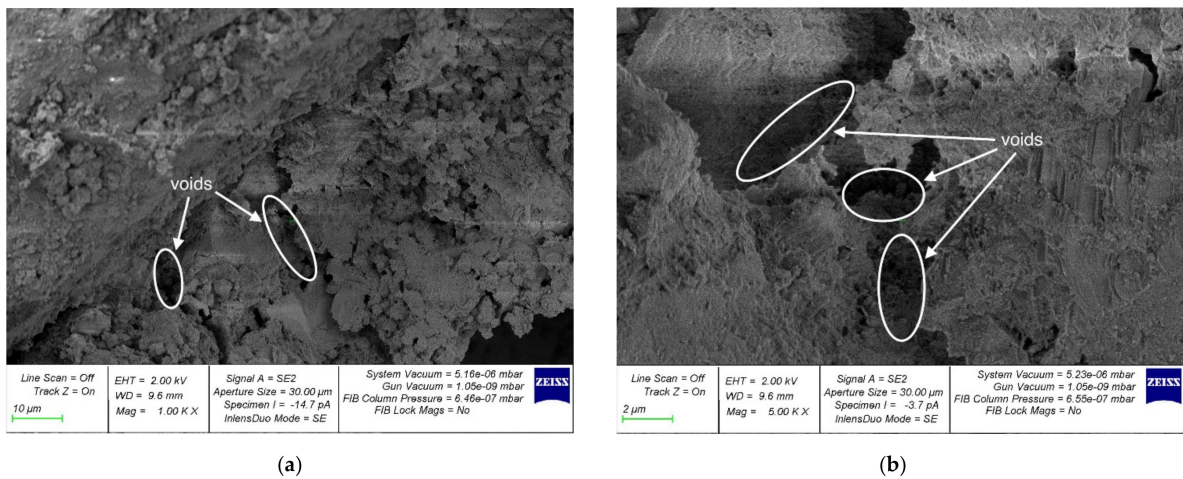 voids
Line Scan = Off
Track Z = On
10 µm
EHT = 2.00 kV
WD = 9.6 mm
Mag = 1.00 K X
Signal A = SE2
Aperture Size = 30.00 µm
Specimen I = -14.7 pA
InlensDuo Mode = SE
System Vacuum = 5.16e-06 mbar
Gun Vacuum = 1.05e-09 mbar
FIB Column Pressure = 6.46e-07 mbar
FIB Lock Mags = No
ZEISS
(a)
voids
Line Scan = Off
Track Z = On
2 µm
EHT = 2.00 kV
WD = 9.6 mm
Mag = 5.00 K X
Signal A = SE2
Aperture Size = 30.00 µm
Specimen I = -3.7 pA
InlensDuo Mode = SE
System Vacuum = 5.23e-06 mbar
Gun Vacuum = 1.05e-09 mbar
FIB Column Pressure = 6.55e-07 mbar
FIB Lock Mags = No
ZEISS
(b)